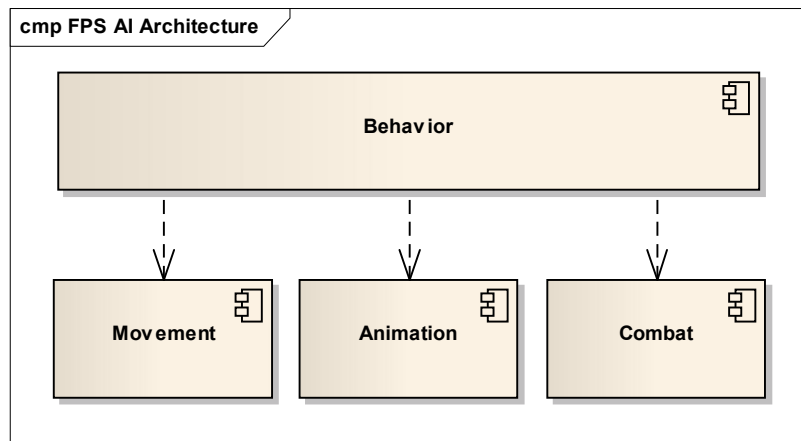 cmp FPS AI Architecture
Behavior
Movement
Animation
Combat